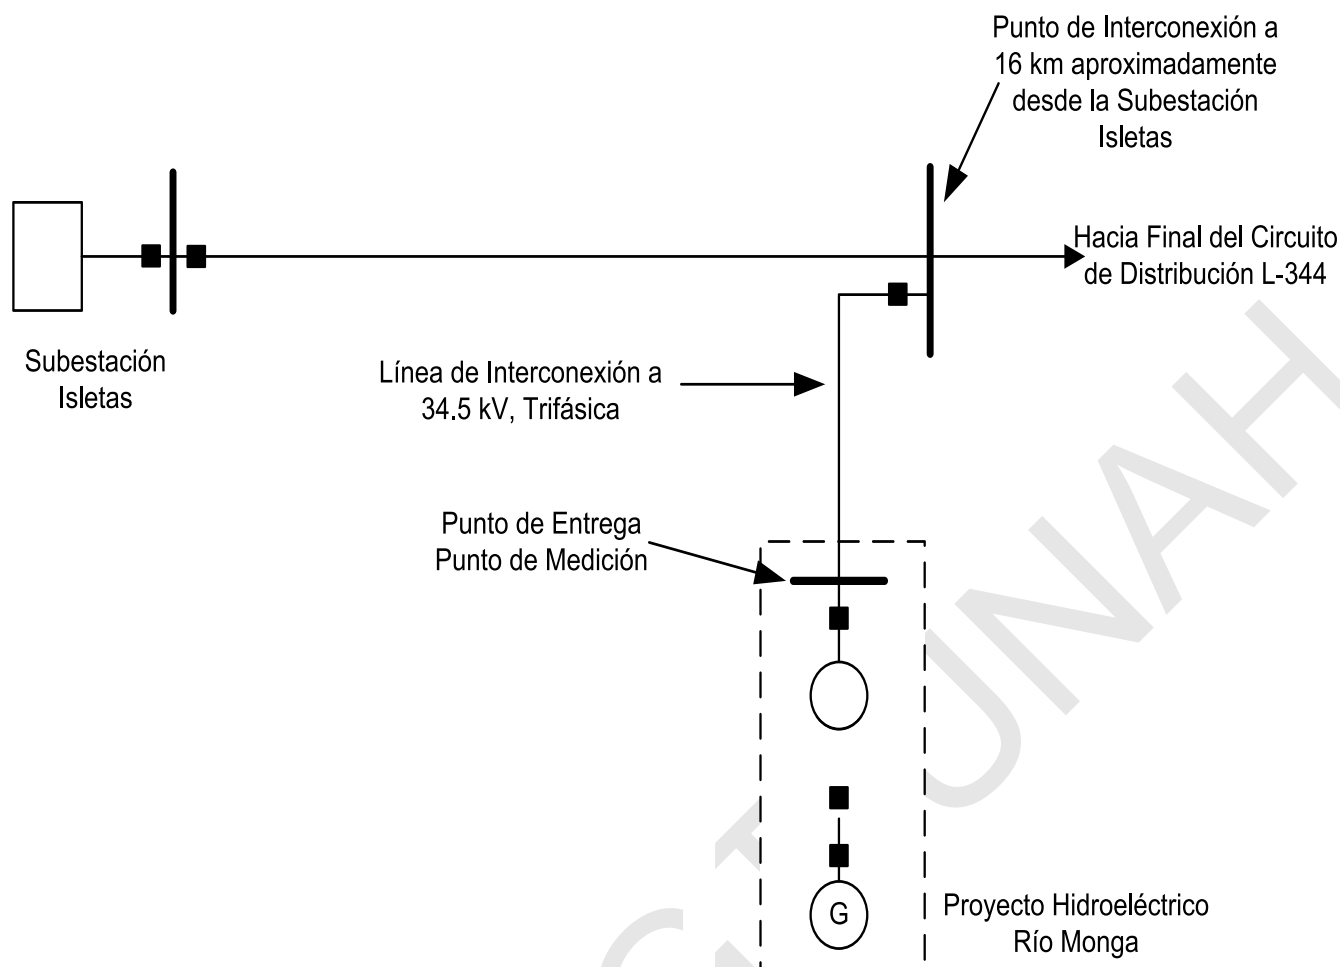 Punto de Interconexión a
16 km aproximadamente
desde la Subestación
Isletas
Hacia Final del Circuito
de Distribución L-344
Subestación
Isletas
Línea de Interconexión a
34.5 kV, Trifásica
Punto de Entrega
Punto de Medición
G
Proyecto Hidroeléctrico
Río Monga
UNAH